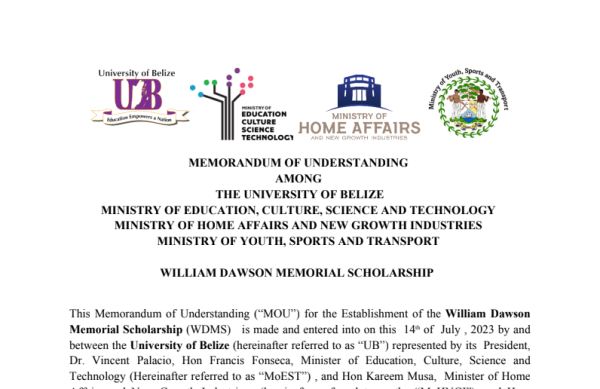 University of Belize
UB
Education Empowers a Nation
MINISTRY OF
EDUCATION
CULTURE
SCIENCE
TECHNOLOGY
MINISTRY OF
HOME AFFAIRS
AND NEW GROWTH INDUSTRIES
Ministry of Youth, Sports and Transport
MEMORANDUM OF UNDERSTANDING
AMONG
THE UNIVERSITY OF BELIZE
MINISTRY OF EDUCATION, CULTURE, SCIENCE AND TECHNOLOGY
MINISTRY OF HOME AFFAIRS AND NEW GROWTH INDUSTRIES
MINISTRY OF YOUTH, SPORTS AND TRANSPORT
WILLIAM DAWSON MEMORIAL SCHOLARSHIP
This Memorandum of Understanding (“MOU”) for the Establishment of the William Dawson
Memorial Scholarship (WDMS) is made and entered into on this 14th of July , 2023 by and
between the University of Belize (hereinafter referred to as “UB”) represented by its President,
Dr. Vincent Palacio, Hon Francis Fonseca, Minister of Education, Culture, Science and
Technology (Hereinafter referred to as “MoEST”) , and Hon Kareem Musa, Minister of Home